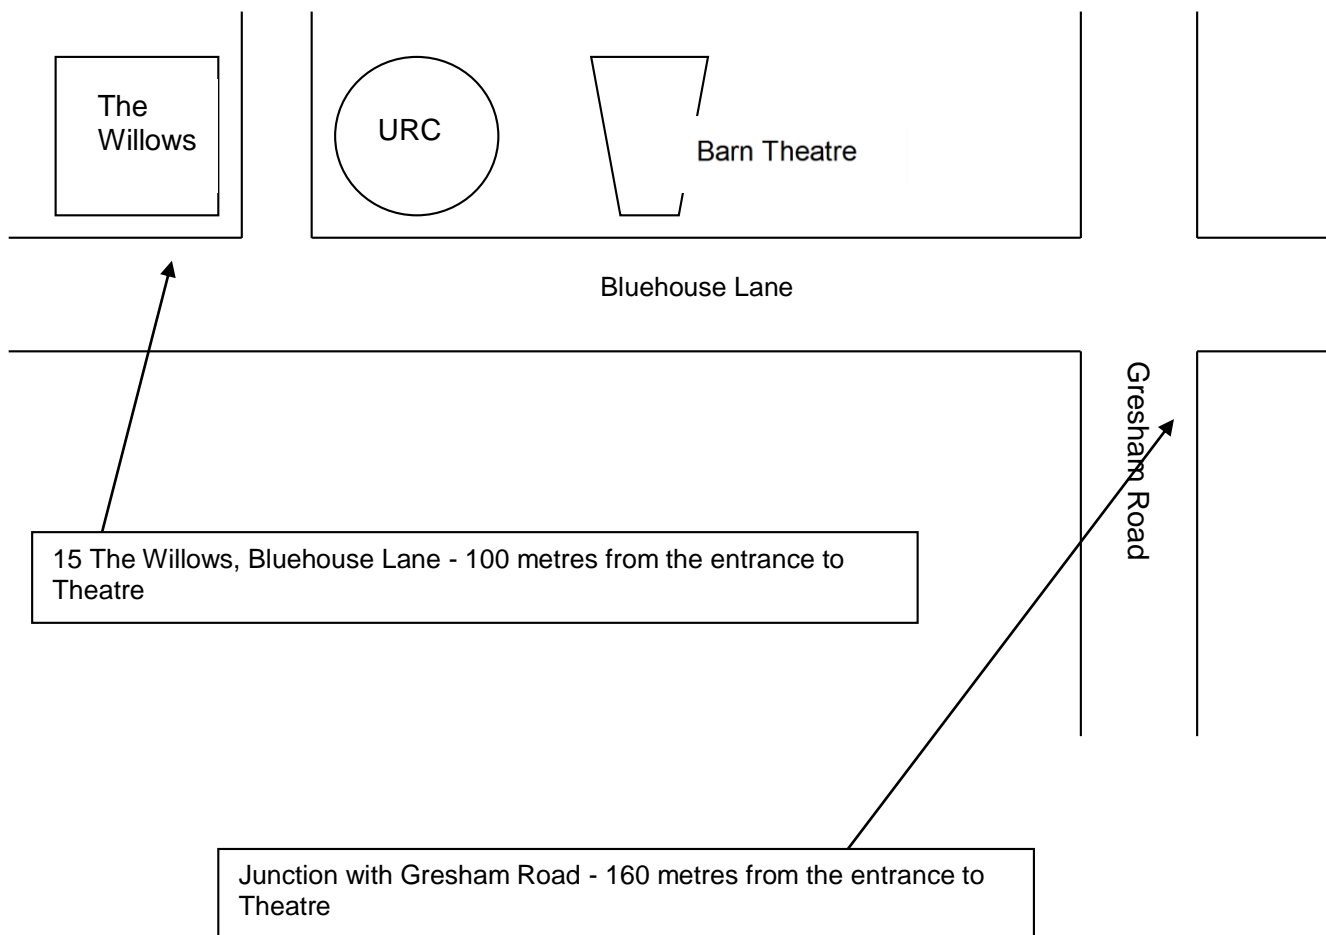 The
Willows
URC
Barn Theatre
Bluehouse Lane
Gresham Road
15 The Willows, Bluehouse Lane - 100 metres from the entrance to
Theatre
Junction with Gresham Road - 160 metres from the entrance to
Theatre